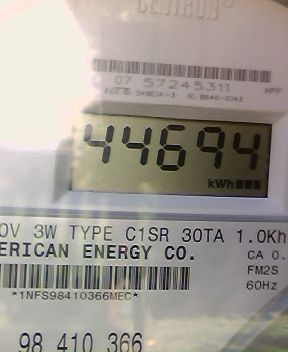 CENTRON®
07 57245311
44694
kWh
0V 3W TYPE C1SR 30TA 1.0Kh
ERICAN ENERGY CO.
CA 0.
FM2S
60Hz
*1NFS98410366MEC*
98 410 366